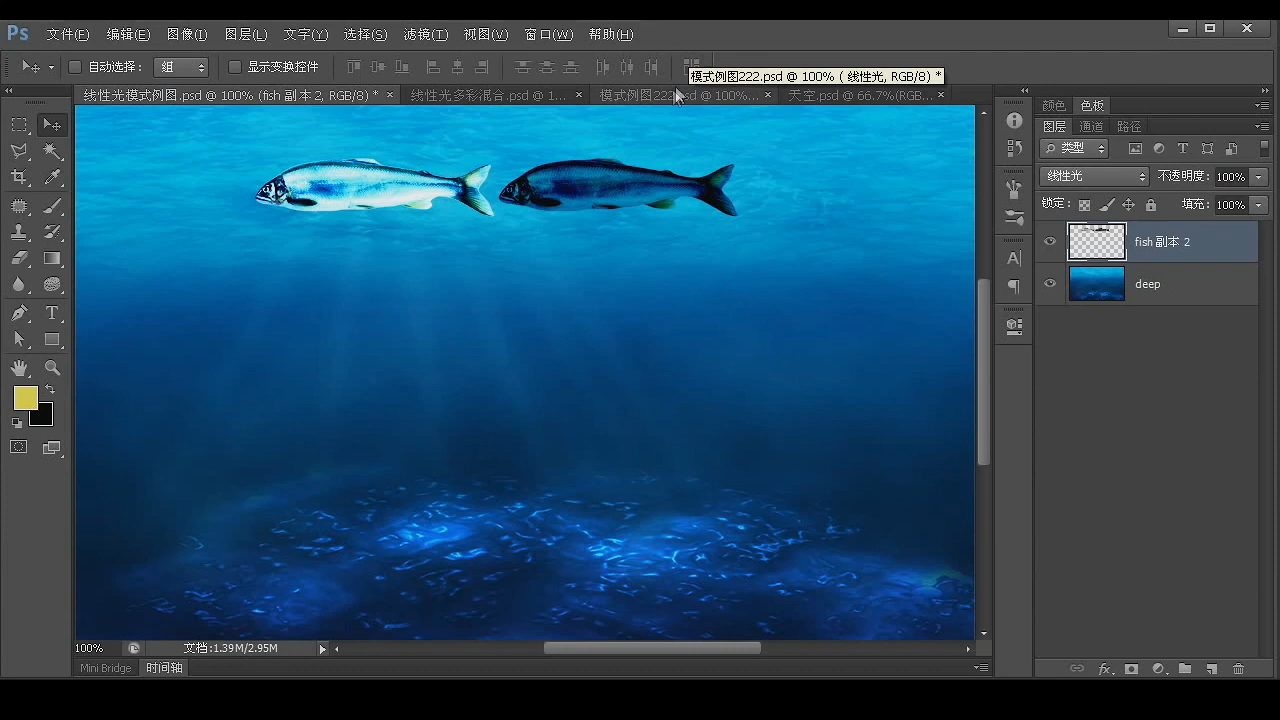 Ps 文件(F) 编辑(E) 图像(I) 图层(L) 文字(Y) 选择(S) 滤镜(T) 视图(V) 窗口(W) 帮助(H)
自动选择： 组 显示变换控件
模式例图222.psd @ 100% ( 线性光, RGB/8) *
线性光模式例图.psd @ 100% (fish 副本 2, RGB/8) * × 线性光多彩混合.psd @ 1... × 模式例图222.psd @ 100%... × 天空.psd @ 66.7%(RGB... ×
颜色 色板
图层 通道 路径
类型
线性光 不透明度： 100%
锁定： 填充： 100%
fish 副本 2
deep
100% 文档:1.39M/2.95M
Mini Bridge 时间轴